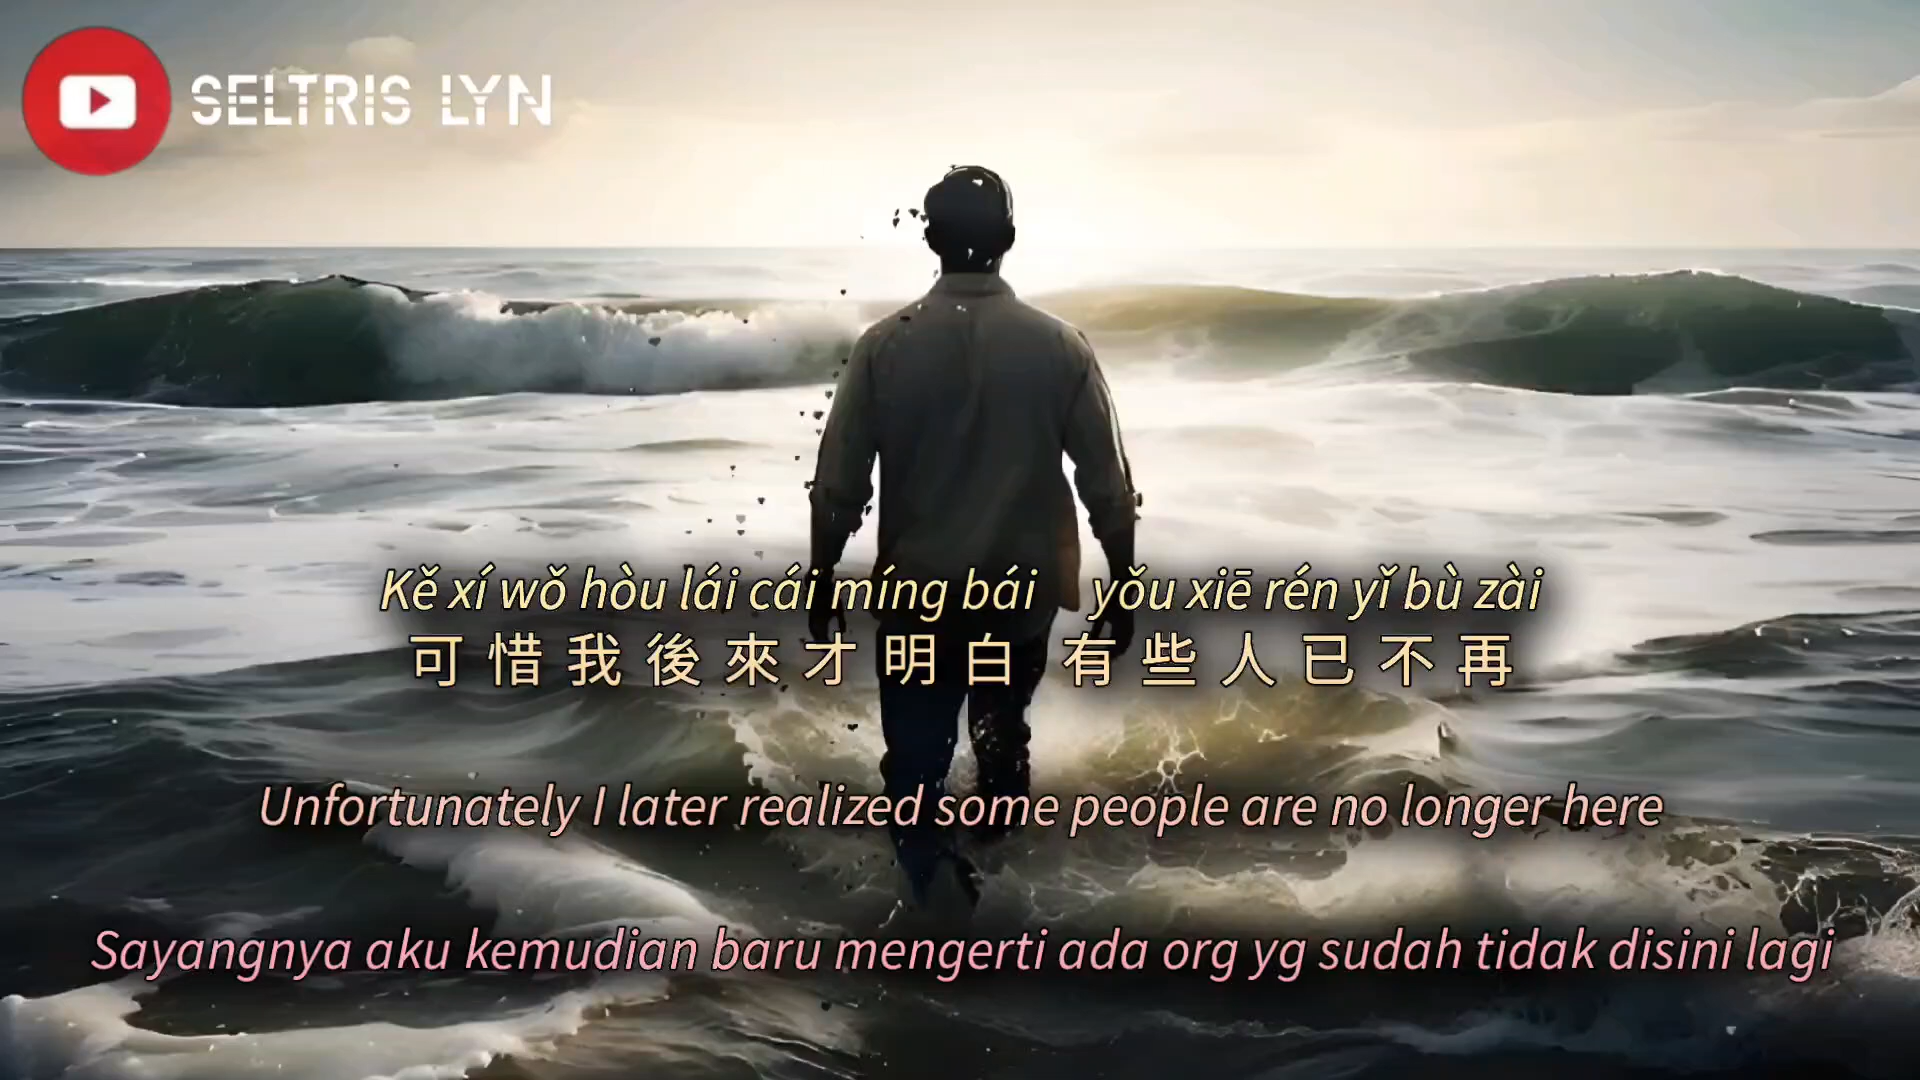 SELTRIS LYN
Kě xí wǒ hòu lái cái míng bái yǒu xiē rén yǐ bù zài
可惜我後來才明白 有些人已不再
Unfortunately I later realized some people are no longer here
Sayangnya aku kemudian baru mengerti ada org yg sudah tidak disini lagi